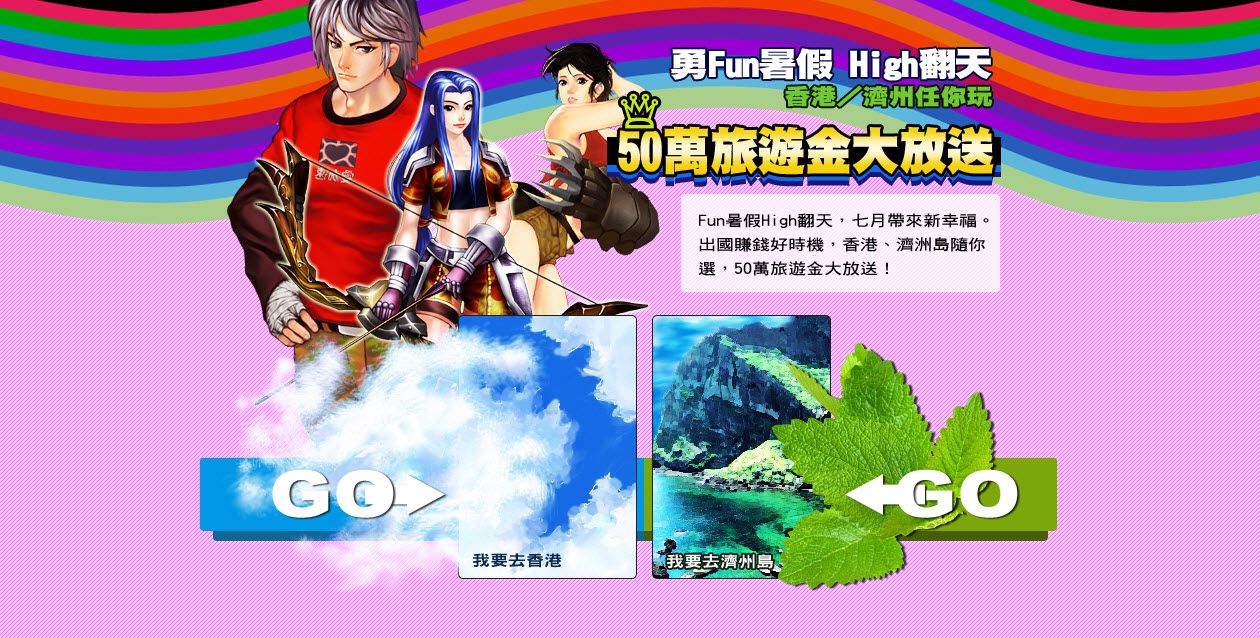 勇Fun暑假 High翻天
香港／濟州任你玩
50萬旅遊金大放送
Fun暑假High翻天，七月帶來新幸福。
出國賺錢好時機，香港、濟洲島隨你
選，50萬旅遊金大放送！
GO
GO
我要去香港
我要去濟州島